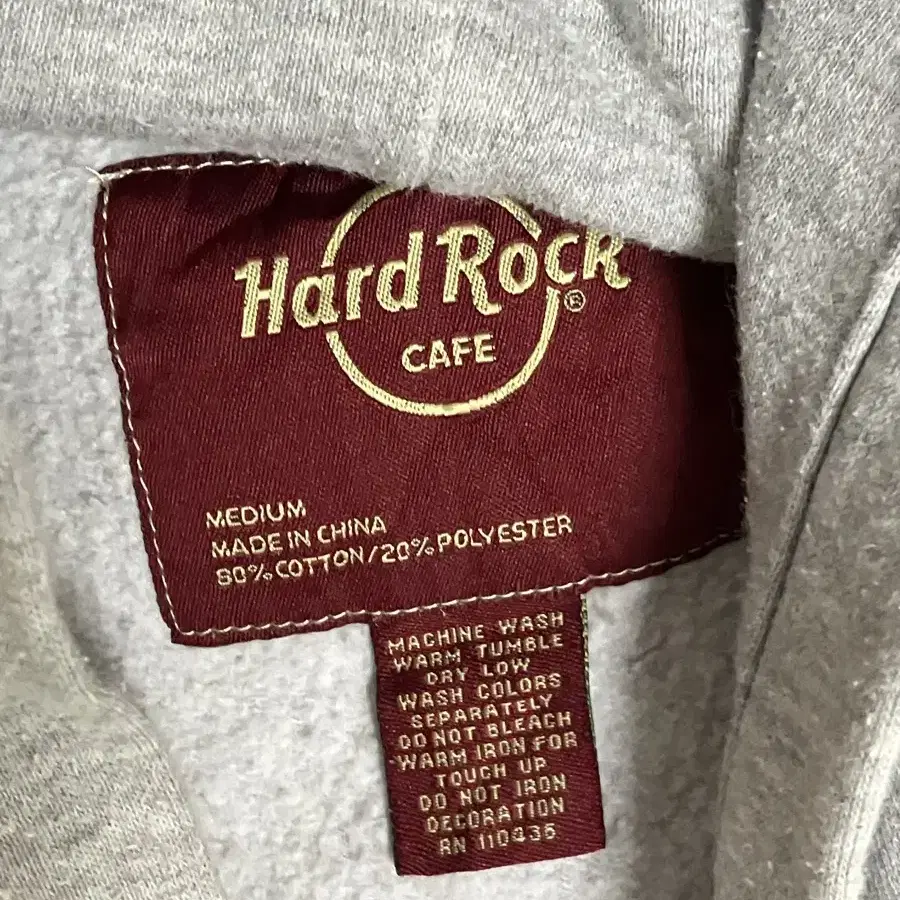 Hard Rock
®
CAFE
MEDIUM
MADE IN CHINA
80% COTTON/20% POLYESTER
MACHINE WASH
WARM TUMBLE
DRY LOW
WASH COLORS
SEPARATELY
DO NOT BLEACH
WARM IRON FOR
TOUCH UP
DO NOT IRON
DECORATION
RN